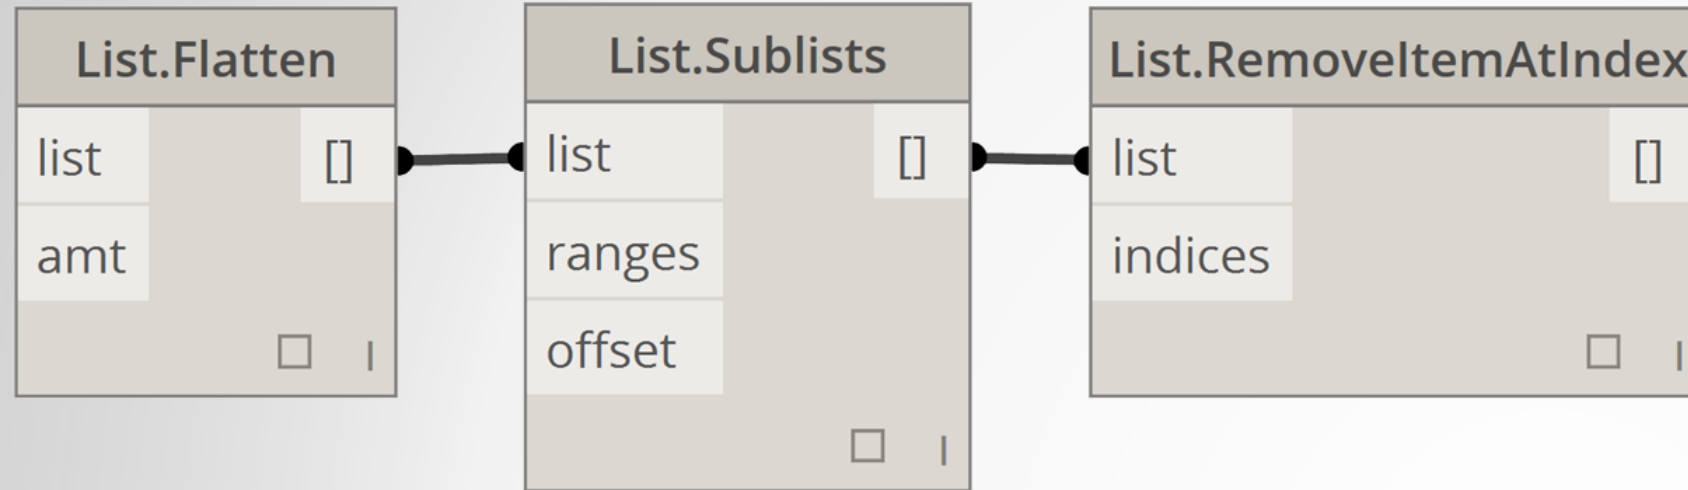 List.Flatten
list
[]
amt
|
List.Sublists
list
[]
ranges
offset
|
List.RemoveItemAtIndex
list
[]
indices
|